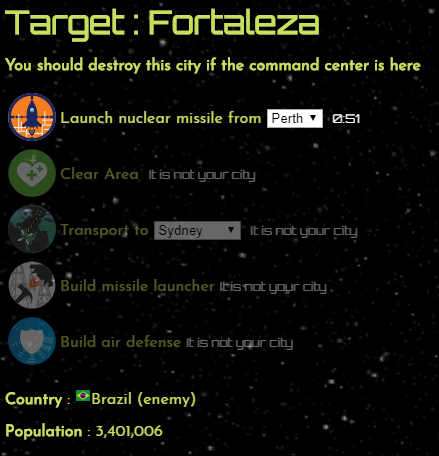 Target : Fortaleza
You should destroy this city if the command center is here
Launch nuclear missile from Perth 0:51
Clear Area It is not your city
Transport to Sydney It is not your city
Build missile launcher It is not your city
Build air defense It is not your city
Country : Brazil (enemy)
Population : 3,401,006